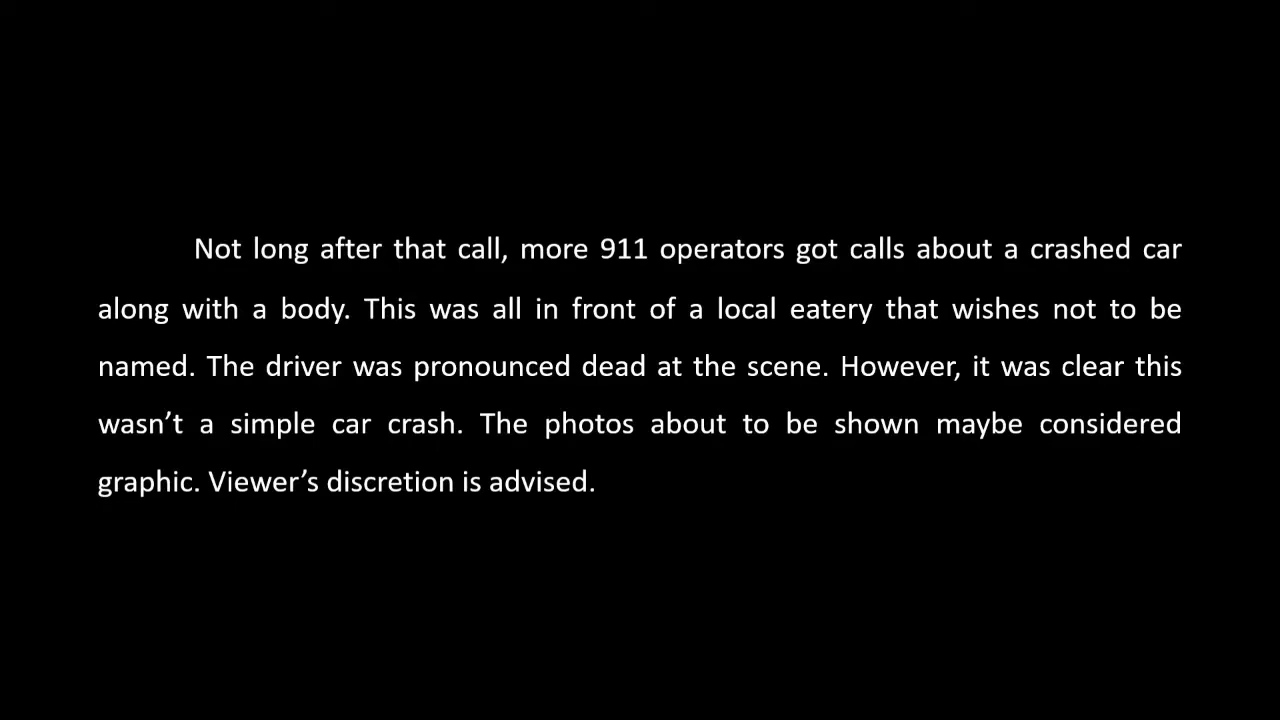 Not long after that call, more 911 operators got calls about a crashed car
along with a body. This was all in front of a local eatery that wishes not to be
named. The driver was pronounced dead at the scene. However, it was clear this
wasn’t a simple car crash. The photos about to be shown maybe considered
graphic. Viewer’s discretion is advised.